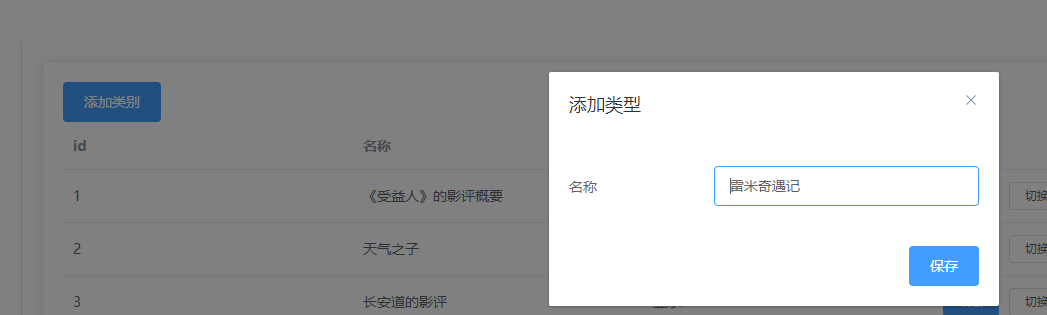 添加类别
添加类型
id
名称
名称
雷米奇遇记
1
《受益人》的影评概要
切换
2
天气之子
切换
保存
3
长安道的影评
切换